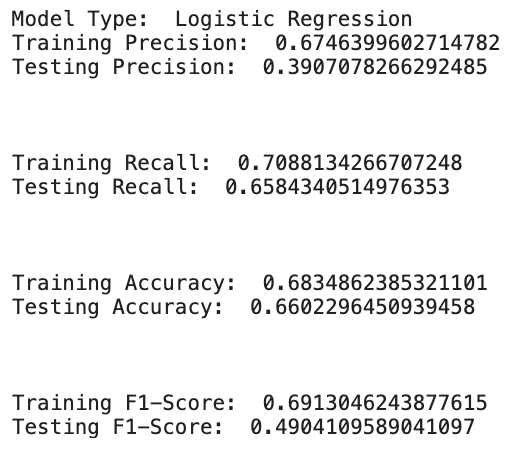 Model Type:  Logistic Regression
Training Precision:  0.6746399602714782
Testing Precision:  0.3907078266292485
Training Recall:  0.7088134266707248
Testing Recall:  0.6584340514976353
Training Accuracy:  0.6834862385321101
Testing Accuracy:  0.6602296450939458
Training F1-Score:  0.6913046243877615
Testing F1-Score:  0.4904109589041097